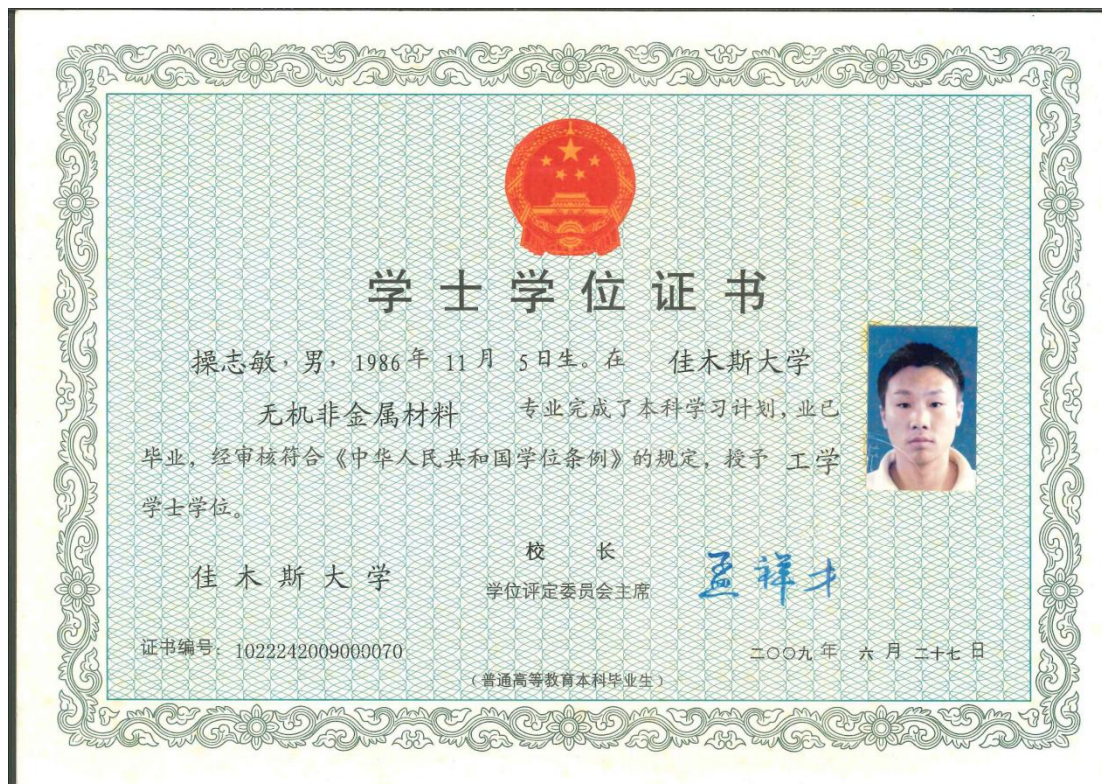 学士学位证书
操志敏，男，1986年 11月 5日生。在 佳木斯大学
无机非金属材料 专业完成了本科学习计划，业已
毕业，经审核符合《中华人民共和国学位条例》的规定，授予 工学
学士学位。
佳木斯大学
校 长
学位评定委员会主席
孟祥才
证书编号：1022242009000070
二〇〇九 年 六 月 二十七 日
（普通高等教育本科毕业生）